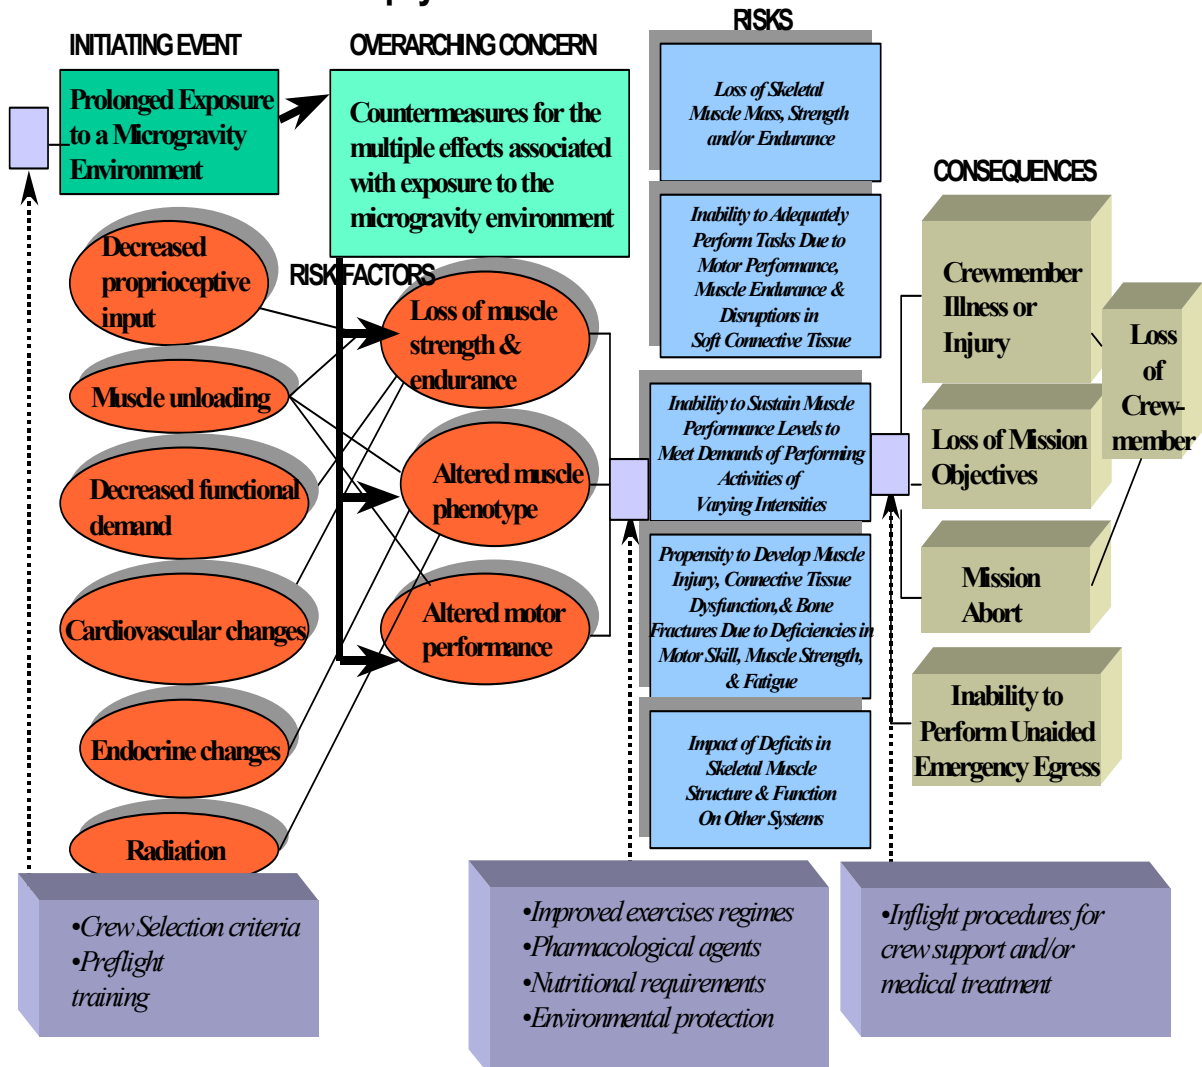 RISKS
INITIATING EVENT
OVERARCHING CONCERN
Prolonged Exposure
to a Microgravity
Environment
Countermeasures for the
multiple effects associated
with exposure to the
microgravity environment
RISK FACTORS
Decreased
proprioceptive
input
Muscle unloading
Decreased functional
demand
Cardiovascular changes
Endocrine changes
Radiation
Loss of muscle
strength &
endurance
Altered muscle
phenotype
Altered motor
performance
Loss of Skeletal
Muscle Mass, Strength
and/or Endurance
Inability to Adequately
Perform Tasks Due to
Motor Performance,
Muscle Endurance &
Disruptions in
Soft Connective Tissue
Inability to Sustain Muscle
Performance Levels to
Meet Demands of Performing
Activities of
Varying Intensities
Propensity to Develop Muscle
Injury, Connective Tissue
Dysfunction,& Bone
Fractures Due to Deficiencies in
Motor Skill, Muscle Strength,
& Fatigue
Impact of Deficits in
Skeletal Muscle
Structure & Function
On Other Systems
CONSEQUENCES
Crewmember
Illness or
Injury
Loss of Mission
Objectives
Mission
Abort
Inability to
Perform Unaided
Emergency Egress
Loss
of
Crew-
member
•Crew Selection criteria
•Preflight
training
•Improved exercises regimes
•Pharmacological agents
•Nutritional requirements
•Environmental protection
•Inflight procedures for
crew support and/or
medical treatment